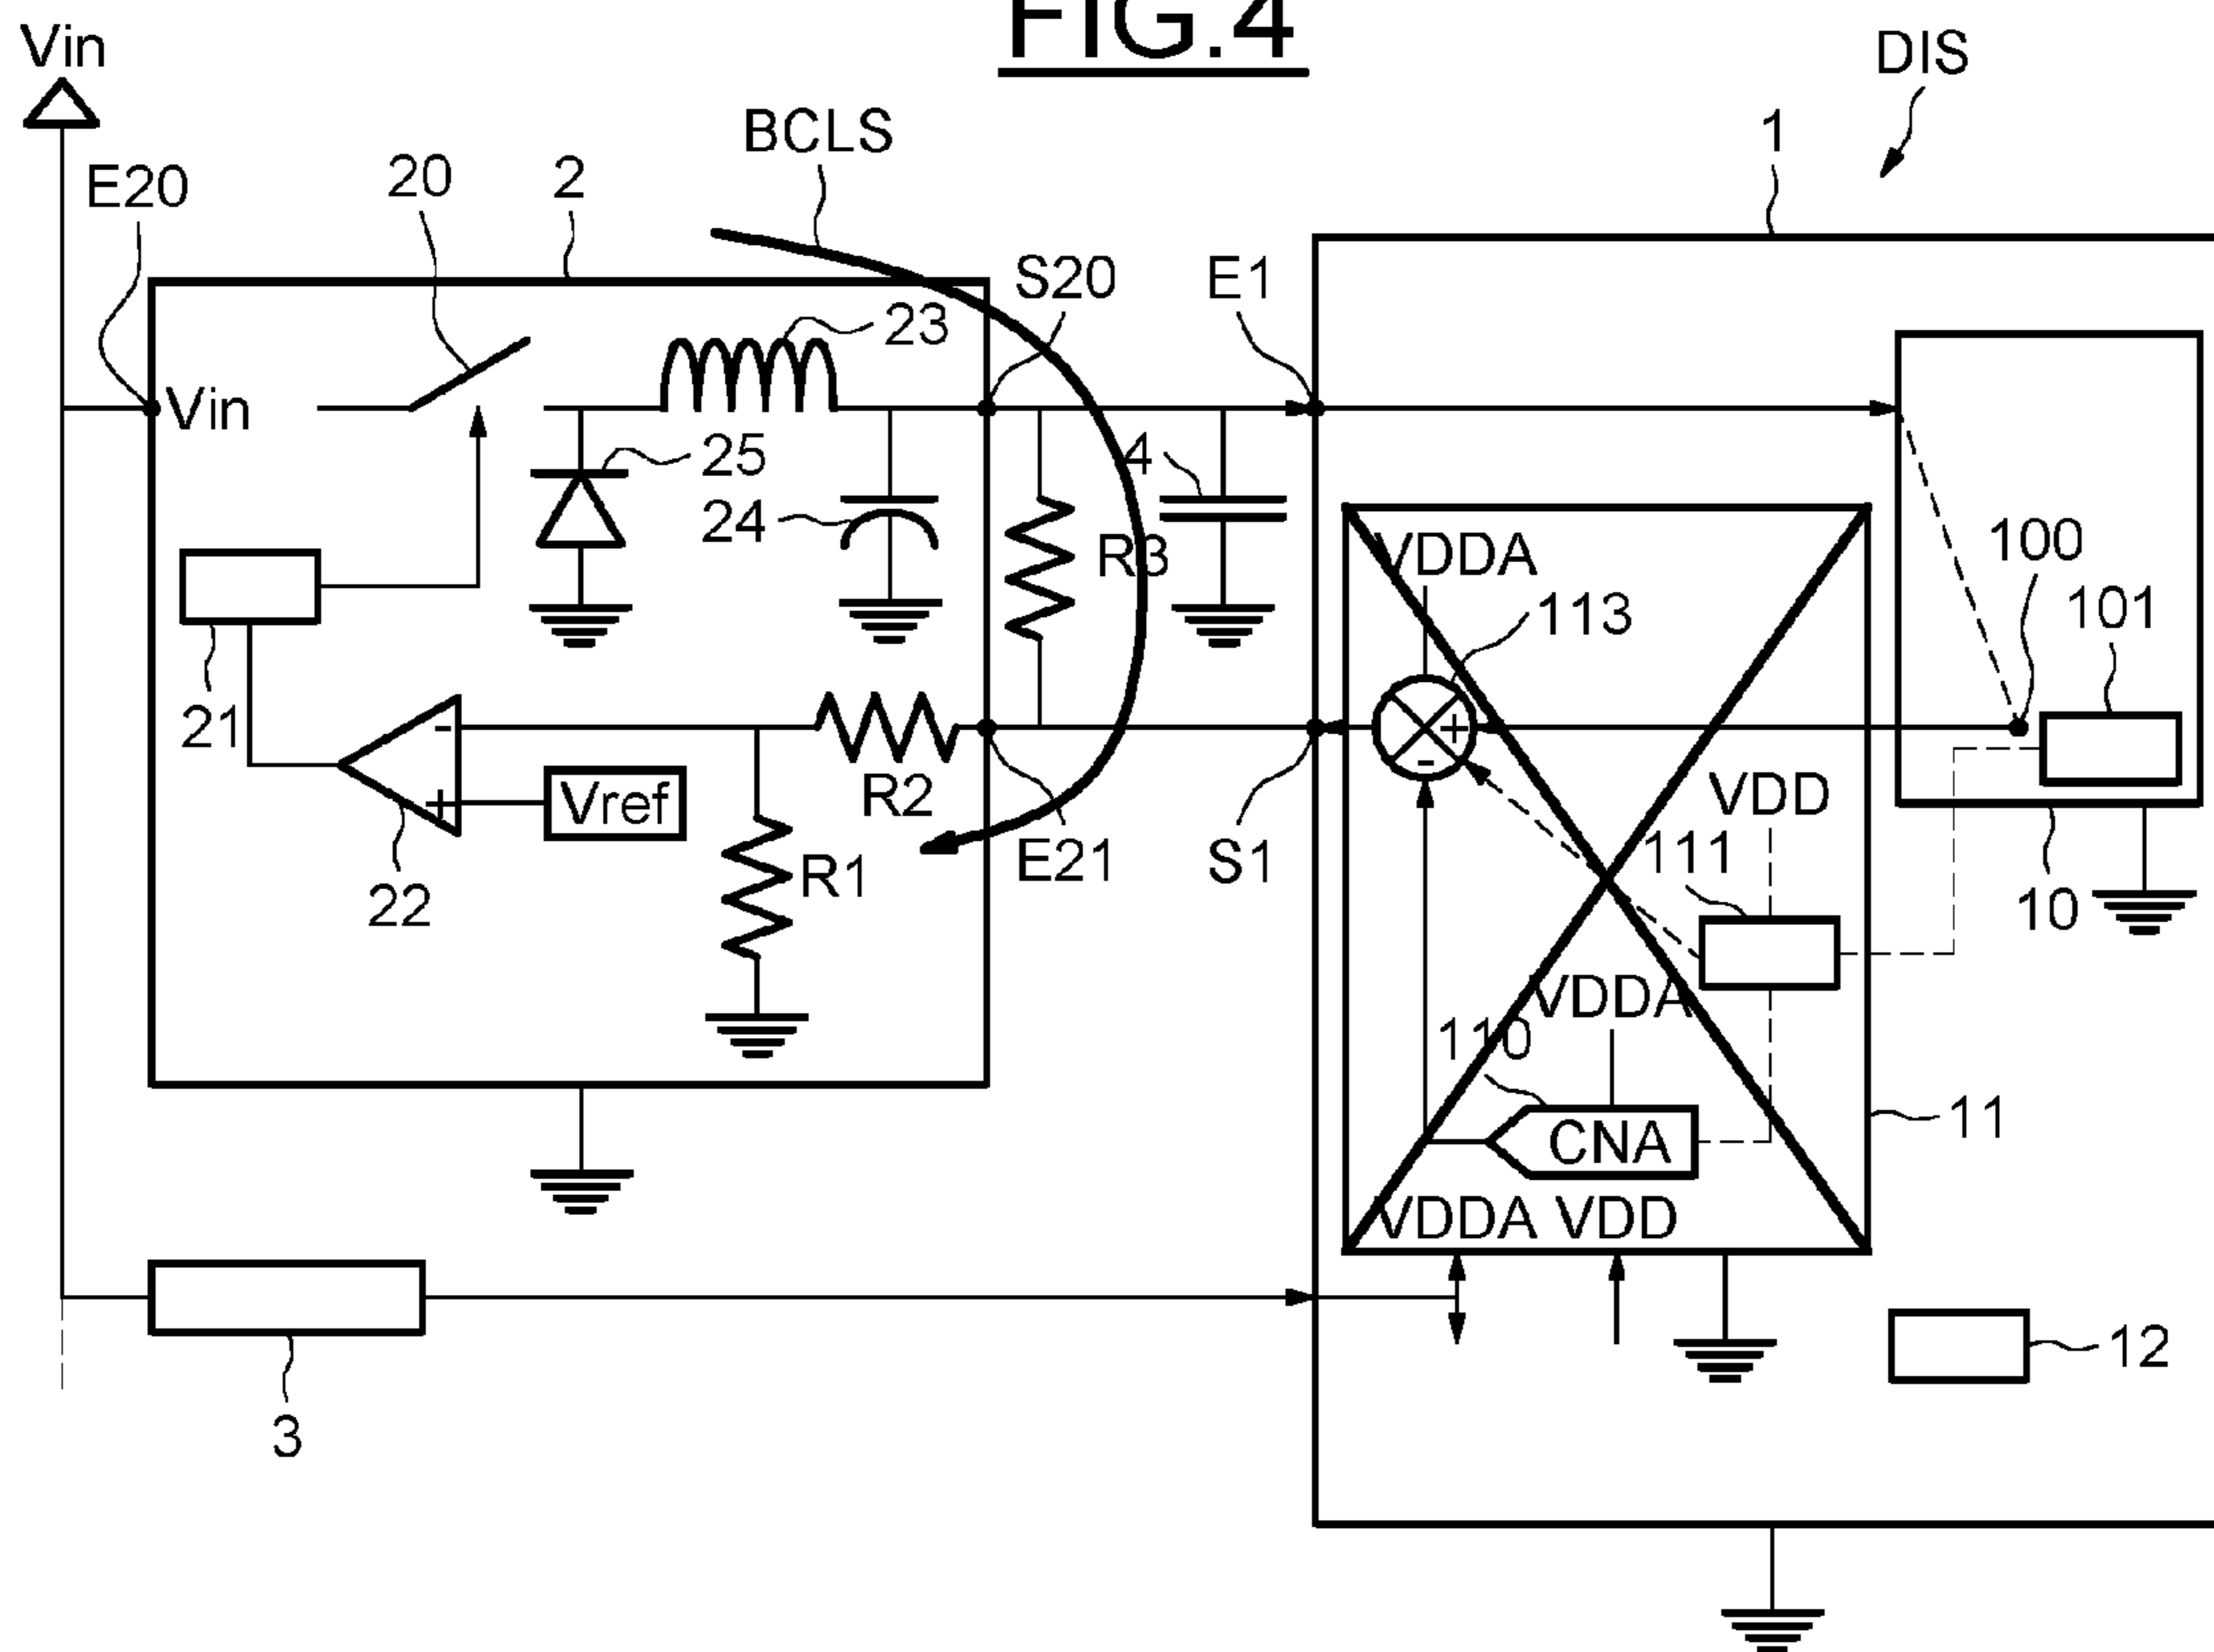 FIG.4
Vin
DIS
BCLS
1
E20
20
2
S20
E1
23
Vin
25
4
24
R3
VDDA
100
113
101
21
-
+
Vref
R2
+
-
VDD
22
R1
E21
S1
111
10
VDDA
110
CNA
11
VDDA VDD
3
12